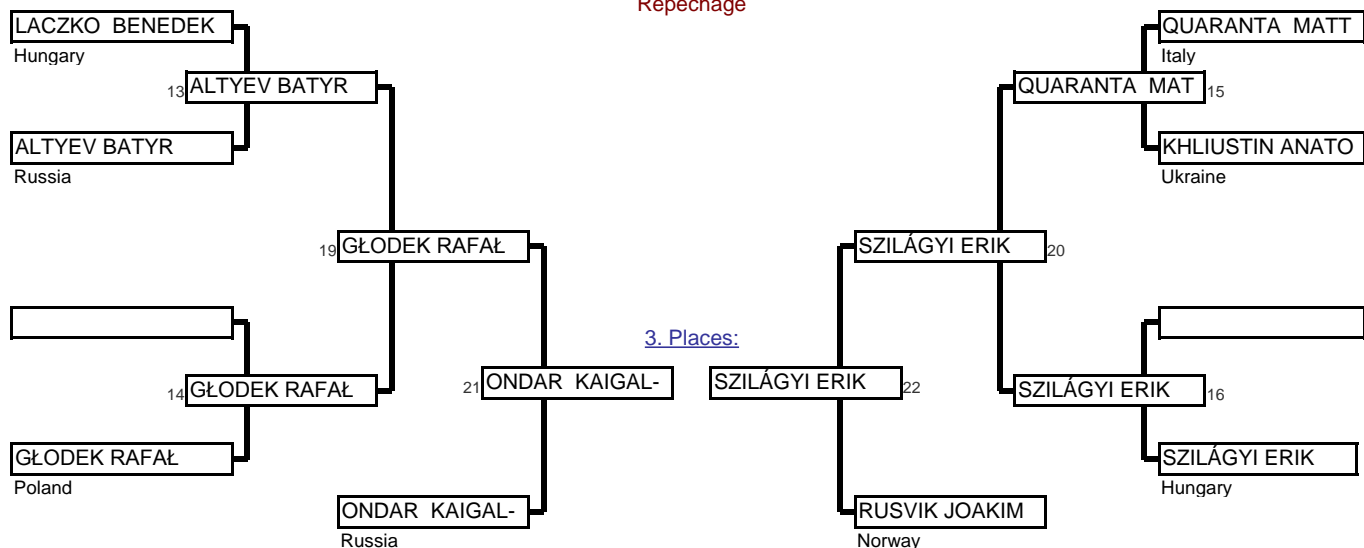 Repechage
LACZKO BENEDEK
Hungary
QUARANTA MATT
Italy
13 ALTYEV BATYR
QUARANTA MAT 15
ALTYEV BATYR
Russia
KHLIUSTIN ANATO
Ukraine
19 GŁODEK RAFAŁ
SZILÁGYI ERIK 20
3. Places:
14 GŁODEK RAFAŁ
21 ONDAR KAIGAL-
SZILÁGYI ERIK 22
SZILÁGYI ERIK 16
GŁODEK RAFAŁ
Poland
SZILÁGYI ERIK
Hungary
ONDAR KAIGAL-
Russia
RUSVIK JOAKIM
Norway